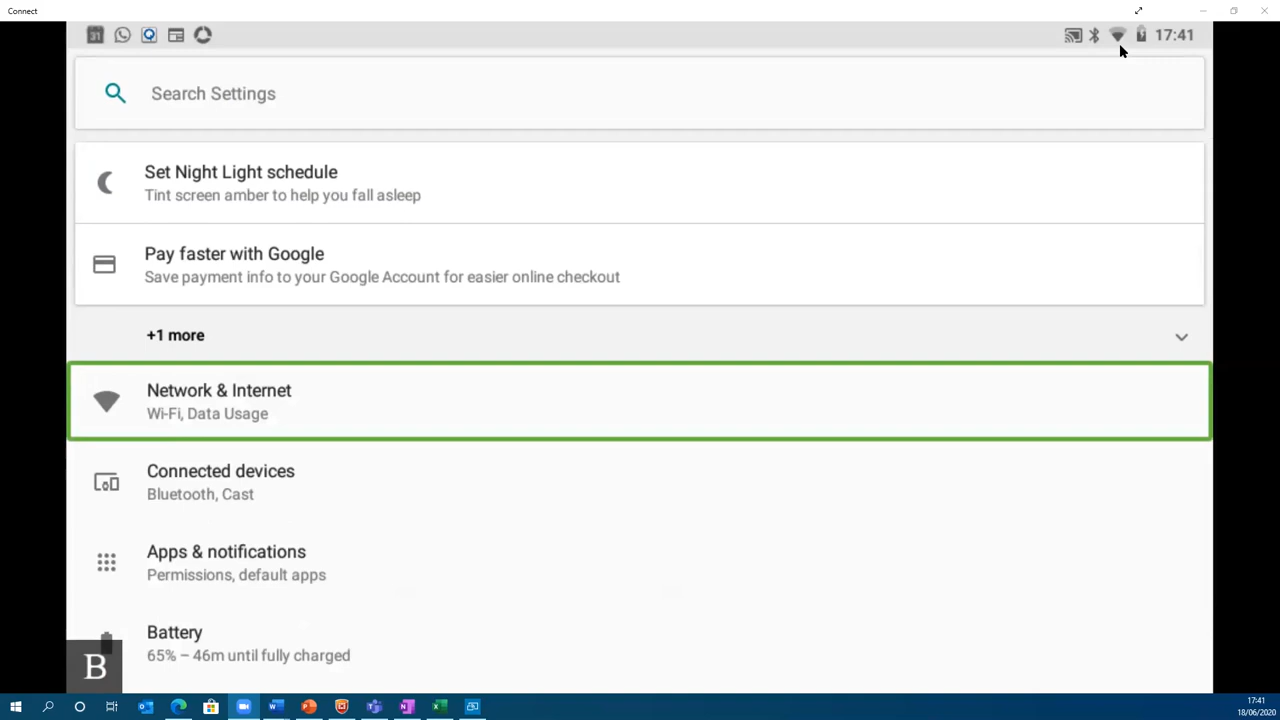 Connect
31
17:41
Search Settings
Set Night Light schedule
Tint screen amber to help you fall asleep
Pay faster with Google
Save payment info to your Google Account for easier online checkout
+1 more
Network & Internet
Wi-Fi, Data Usage
Connected devices
Bluetooth, Cast
Apps & notifications
Permissions, default apps
Battery
65% – 46m until fully charged
B
17:41
18/06/2020